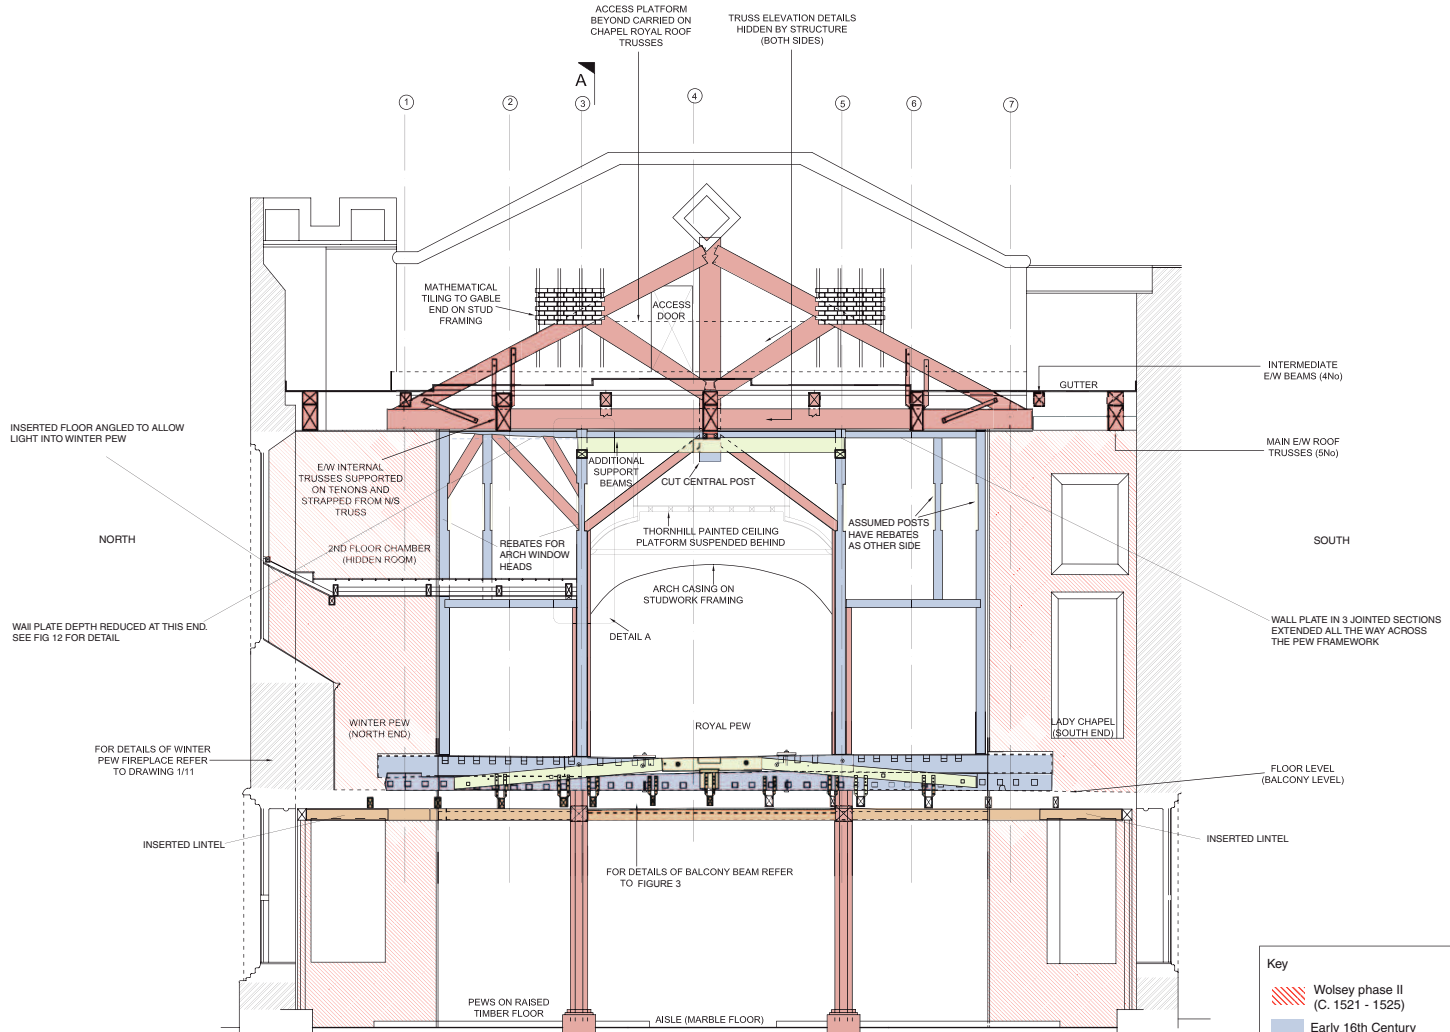 ACCESS PLATFORM
BEYOND CARRIED ON
CHAPEL ROYAL ROOF
TRUSSES
TRUSS ELEVATION DETAILS
HIDDEN BY STRUCTURE
(BOTH SIDES)
A
1
2
3
4
5
6
7
MATHEMATICAL
TILING TO GABLE
END ON STUD
FRAMING
ACCESS
DOOR
INTERMEDIATE
E/W BEAMS (4No)
GUTTER
INSERTED FLOOR ANGLED TO ALLOW
LIGHT INTO WINTER PEW
MAIN E/W ROOF
TRUSSES (5No)
E/W INTERNAL
TRUSSES SUPPORTED
ON TENONS AND
STRAPPED FROM N/S
TRUSS
ADDITIONAL
SUPPORT
BEAMS
CUT CENTRAL POST
NORTH
2ND FLOOR CHAMBER
(HIDDEN ROOM)
REBATES FOR
ARCH WINDOW
HEADS
THORNHILL PAINTED CEILING
PLATFORM SUSPENDED BEHIND
ASSUMED POSTS
HAVE REBATES
AS OTHER SIDE
SOUTH
ARCH CASING ON
STUDWORK FRAMING
WAll PLATE DEPTH REDUCED AT THIS END.
SEE FIG 12 FOR DETAIL
DETAIL A
WALL PLATE IN 3 JOINTED SECTIONS
EXTENDED ALL THE WAY ACROSS
THE PEW FRAMEWORK
WINTER PEW
(NORTH END)
ROYAL PEW
LADY CHAPEL
(SOUTH END)
FOR DETAILS OF WINTER
PEW FIREPLACE REFER
TO DRAWING 1/11
FLOOR LEVEL
(BALCONY LEVEL)
INSERTED LINTEL
INSERTED LINTEL
FOR DETAILS OF BALCONY BEAM REFER
TO FIGURE 3
PEWS ON RAISED
TIMBER FLOOR
AISLE (MARBLE FLOOR)
Key
Wolsey phase II
(C. 1521 - 1525)
Early 16th Century